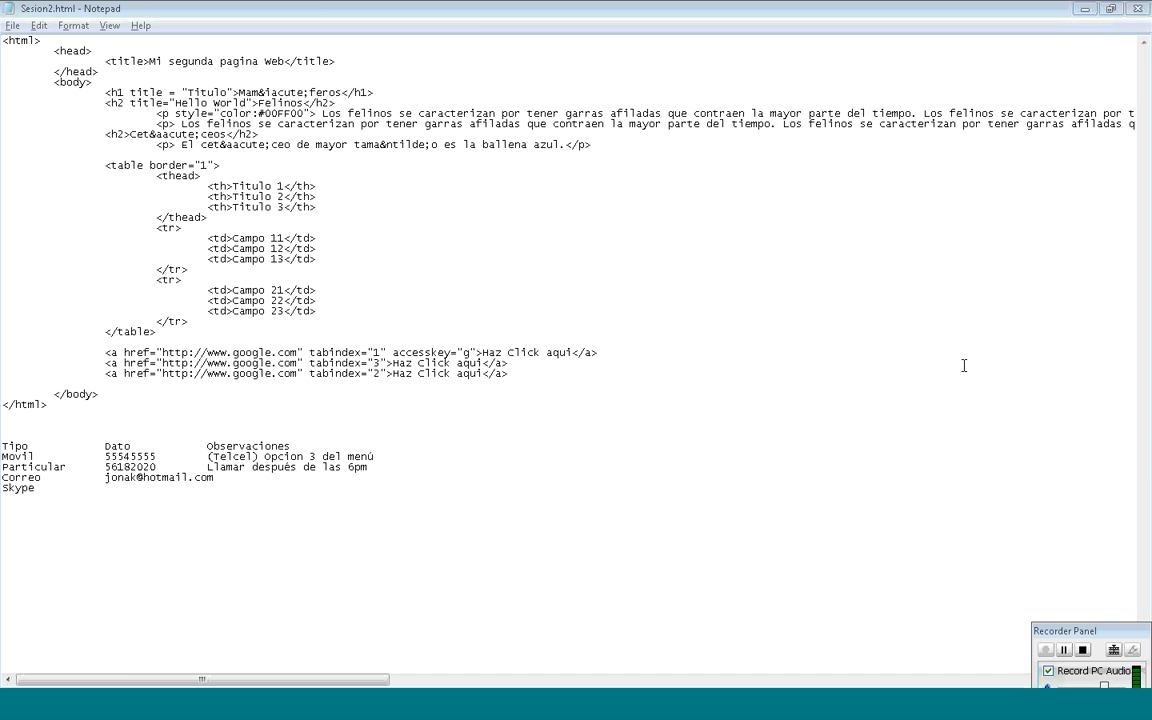 Sesion2.html - Notepad
File Edit Format View Help
<html>
<head>
<title>Mi segunda pagina Web</title>
</head>
<body>
<h1 title = "Titulo">Mam&iacute;feros</h1>
<h2 title="Hello World">Felinos</h2>
<p style="color:#00FF00"> Los felinos se caracterizan por tener garras afiladas que contraen la mayor parte del tiempo. Los felinos se caracterizan por t
<p> Los felinos se caracterizan por tener garras afiladas que contraen la mayor parte del tiempo. Los felinos se caracterizan por tener garras afiladas q
<h2>Cet&aacute;ceos</h2>
<p> El cet&aacute;ceo de mayor tama&ntilde;o es la ballena azul.</p>
<table border="1">
<thead>
<th>Titulo 1</th>
<th>Titulo 2</th>
<th>Titulo 3</th>
</thead>
<tr>
<td>Campo 11</td>
<td>Campo 12</td>
<td>Campo 13</td>
</tr>
<tr>
<td>Campo 21</td>
<td>Campo 22</td>
<td>Campo 23</td>
</tr>
</table>
<a href="http://www.google.com" tabindex="1" accesskey="g">Haz Click aqui</a>
<a href="http://www.google.com" tabindex="3">Haz Click aqui</a>
<a href="http://www.google.com" tabindex="2">Haz Click aqui</a>
</body>
</html>
Tipo Dato Observaciones
Movil 55545555 (Telcel) Opcion 3 del menú
Particular 56182020 Llamar después de las 6pm
Correo jonak@hotmail.com
Skype
Recorder Panel
Record PC Audio